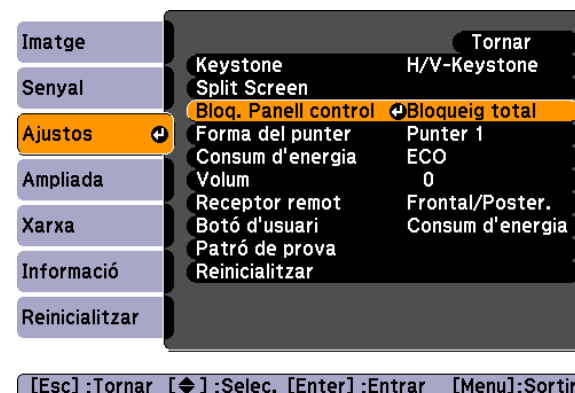 Imatge
Senyal
Ajustos
Ampliada
Xarxa
Informació
Reinicialitzar
Tornar
Keystone H/V-Keystone
Split Screen
Bloq. Panell control Bloqueig total
Forma del punter Punter 1
Consum d'energia ECO
Volum 0
Receptor remot Frontal/Poster.
Botó d'usuari Consum d'energia
Patró de prova
Reinicialitzar
[Esc] :Tornar [◆] :Selec. [Enter] :Entrar [Menu]:Sortir